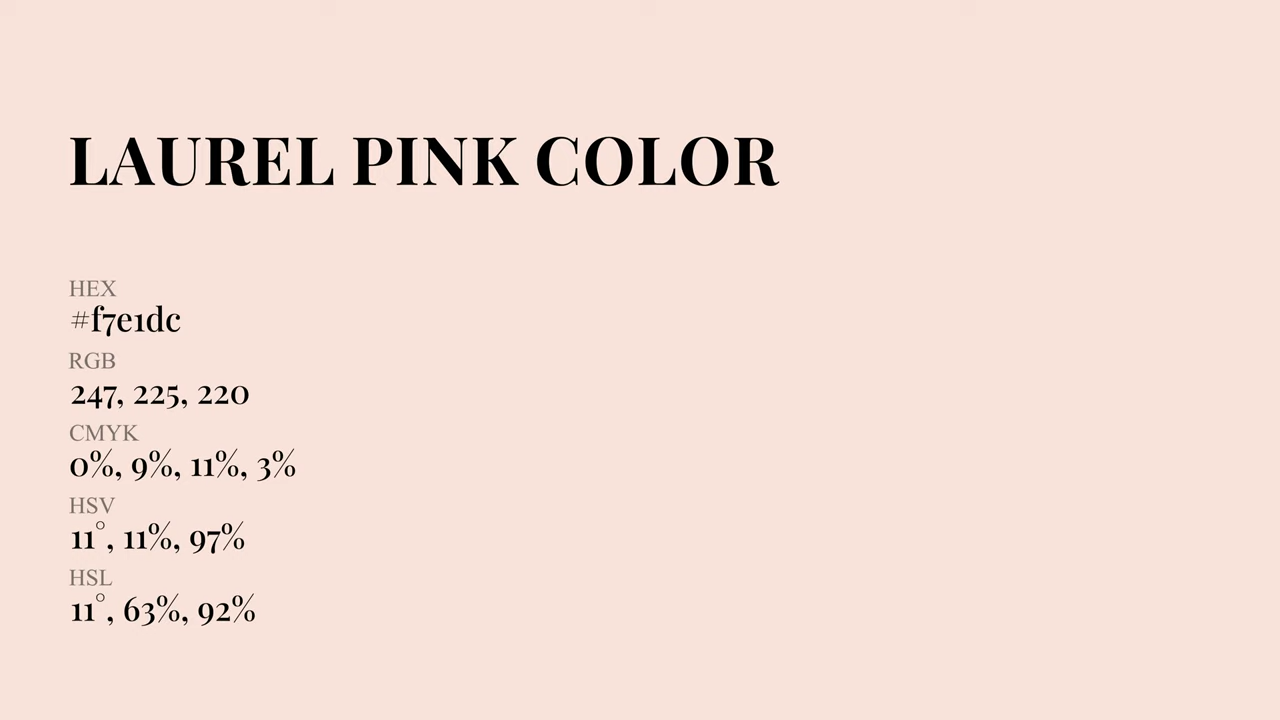 LAUREL PINK COLOR
HEX
#f7e1dc
RGB
247, 225, 220
CMYK
0%, 9%, 11%, 3%
HSV
11°, 11%, 97%
HSL
11°, 63%, 92%